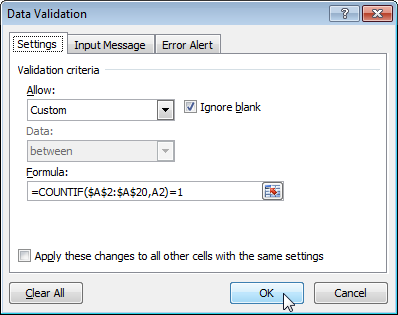 Data Validation
Settings Input Message Error Alert
Validation criteria
Allow:
Custom Ignore blank
Data:
between
Formula:
=COUNTIF($A$2:$A$20,A2)=1
Apply these changes to all other cells with the same settings
Clear All OK Cancel